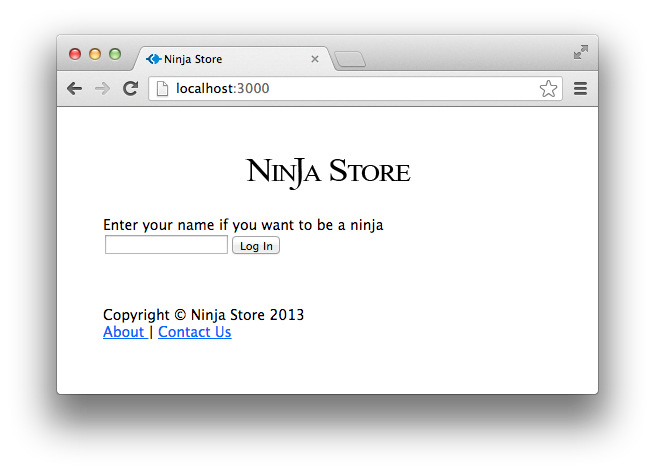 Ninja Store
localhost:3000
NinJa Store
Enter your name if you want to be a ninja
Log In
Copyright © Ninja Store 2013
About | Contact Us